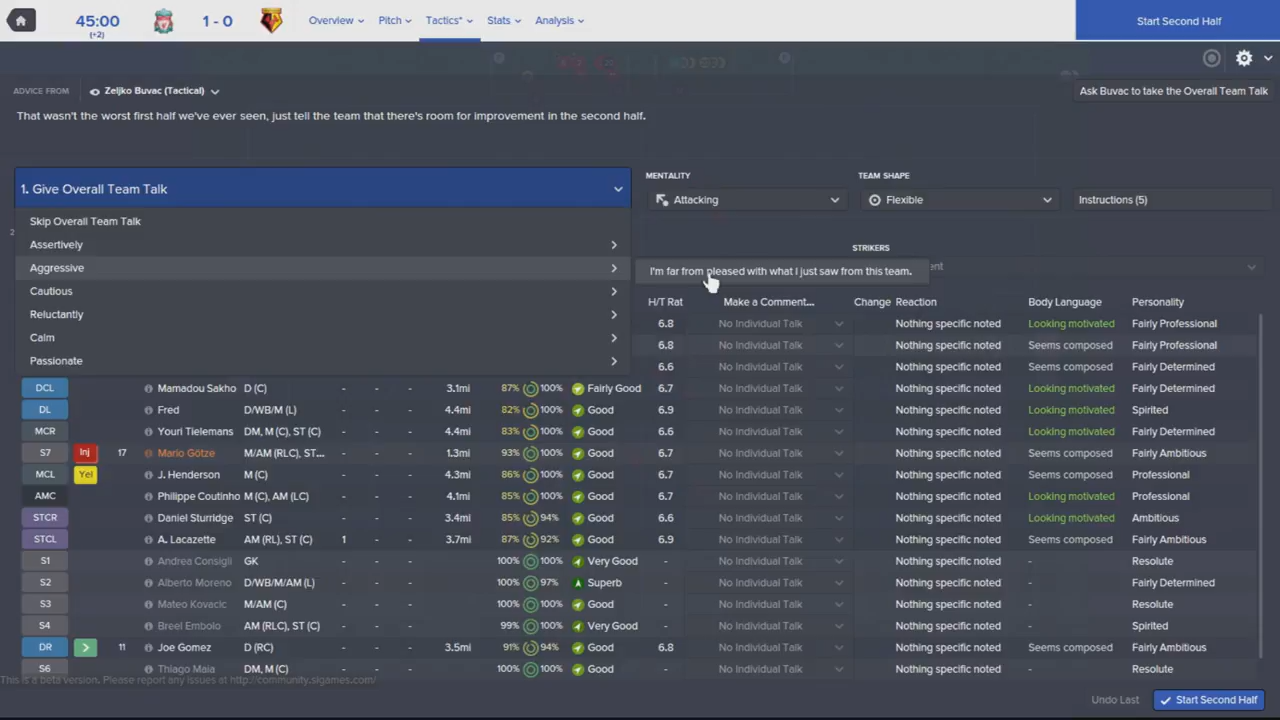 45:00
(+2)
1 - 0
Overview
Pitch
Tactics*
Stats
Analysis
Start Second Half
ADVICE FROM
Zeljko Buvac (Tactical)
Ask Buvac to take the Overall Team Talk
That wasn't the worst first half we've ever seen, just tell the team that there's room for improvement in the second half.
MENTALITY
TEAM SHAPE
1. Give Overall Team Talk
Attacking
Flexible
Instructions (5)
Skip Overall Team Talk
2
Assertively
STRIKERS
Aggressive
I'm far from pleased with what I just saw from this team.
Cautious
H/T Rat Make a Comment... Change Reaction Body Language Personality
Reluctantly
6.8 No Individual Talk Nothing specific noted Looking motivated Fairly Professional
Calm
6.8 No Individual Talk Nothing specific noted Seems composed Fairly Professional
Passionate
6.6 No Individual Talk Nothing specific noted Seems composed Fairly Determined
DCL Mamadou Sakho D (C) - - - 3.1mi 87% 100% Fairly Good 6.7 No Individual Talk Nothing specific noted Looking motivated Fairly Determined
DL Fred D/WB/M (L) - - - 4.4mi 82% 100% Good 6.9 No Individual Talk Nothing specific noted Looking motivated Spirited
MCR Youri Tielemans DM, M (C), ST (C) - - - 4.4mi 83% 100% Good 6.7 No Individual Talk Nothing specific noted Looking motivated Fairly Determined
S7 Inj 17 Mario Götze M/AM (RLC), ST... - - - 1.3mi 93% 100% Good 6.7 No Individual Talk Nothing specific noted Seems composed Fairly Ambitious
MCL Yel J. Henderson M (C) - - - 4.3mi 86% 100% Good 6.7 No Individual Talk Nothing specific noted Seems composed Professional
AMC Philippe Coutinho M (C), AM (LC) - - - 4.1mi 85% 100% Good 6.7 No Individual Talk Nothing specific noted Looking motivated Professional
STCR Daniel Sturridge ST (C) - - - 3.4mi 85% 94% Good 6.6 No Individual Talk Nothing specific noted Looking motivated Ambitious
STCL A. Lacazette AM (RL), ST (C) 1 - - 3.7mi 87% 92% Good 6.9 No Individual Talk Nothing specific noted Seems composed Fairly Ambitious
S1 Andrea Consigli GK - - - 100% 100% Very Good - No Individual Talk Nothing specific noted - Resolute
S2 Alberto Moreno D/WB/M/AM (L) - - - 100% 97% Superb - No Individual Talk Nothing specific noted - Fairly Determined
S3 Mateo Kovacic M/AM (C) - - - 100% 100% Good - No Individual Talk Nothing specific noted - Resolute
S4 Breel Embolo AM (RLC), ST (C) - - - 99% 100% Very Good - No Individual Talk Nothing specific noted - Spirited
DR 11 Joe Gomez D (RC) - - - 3.5mi 91% 94% Good 6.8 No Individual Talk Nothing specific noted Seems composed Fairly Ambitious
S6 Thiago Maia DM, M (C) - - - 100% 100% Good - No Individual Talk Nothing specific noted - Resolute
This is a beta version. Please report any issues at http://community.sigames.com/
Undo Last
Start Second Half